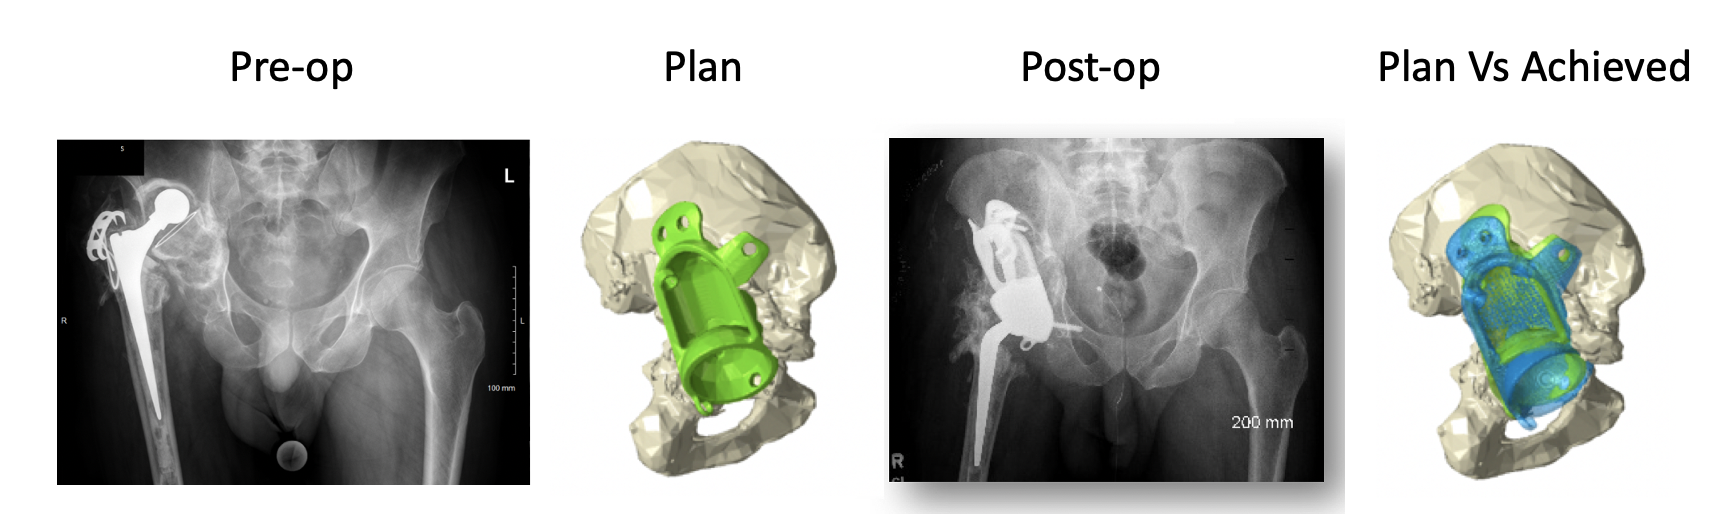 Pre-op
Plan
Post-op
Plan Vs Achieved
S
L
R
L
100 mm
200 mm
R